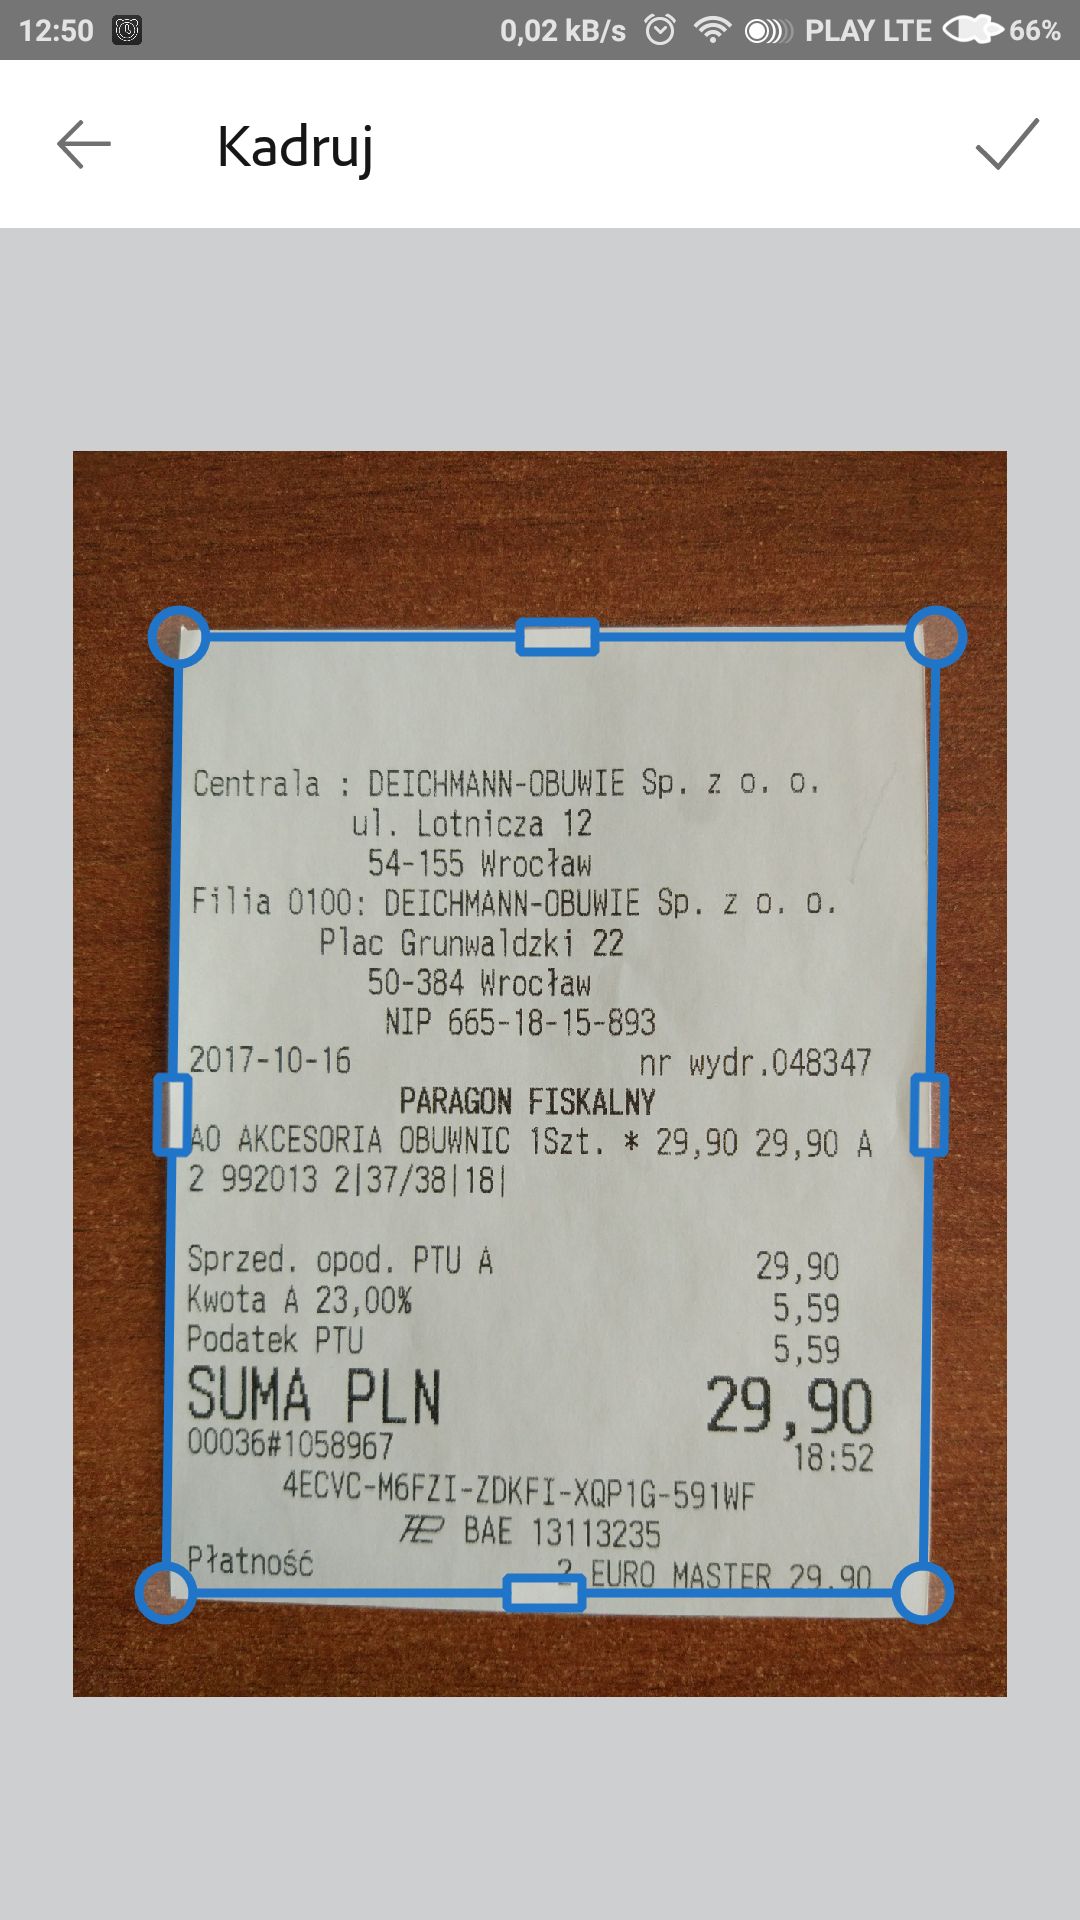 12:50 0,02 kB/s PLAY LTE 66%
Kadruj
Centrala : DEICHMANN-OBUWIE Sp. z o. o.
ul. Lotnicza 12
54-155 Wrocław
Filia 0100: DEICHMANN-OBUWIE Sp. z o. o.
Plac Grunwaldzki 22
50-384 Wrocław
NIP 665-18-15-893
2017-10-16 nr wydr.048347
PARAGON FISKALNY
AO AKCESORIA OBUWNIC 1Szt. * 29,90 29,90 A
2 992013 2|37/38|18|
Sprzed. opod. PTU A 29,90
Kwota A 23,00% 5,59
Podatek PTU 5,59
SUMA PLN 29,90
00036#1058967 18:52
4ECVC-M6FZI-ZDKFI-XQP1G-591WF
BAE 13113235
Płatność 2 EURO MASTER 29.90